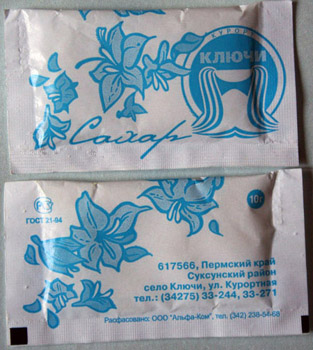 КУРОРТ
КЛЮЧИ
Сахар
РС
ГОСТ 21-94
10г
617566, Пермский край
Суксунский район
село Ключи, ул. Курортная
тел.: (34275) 33-244, 33-271
Расфасовано: ООО "Альфа-Ком", тел. (342) 238-54-68